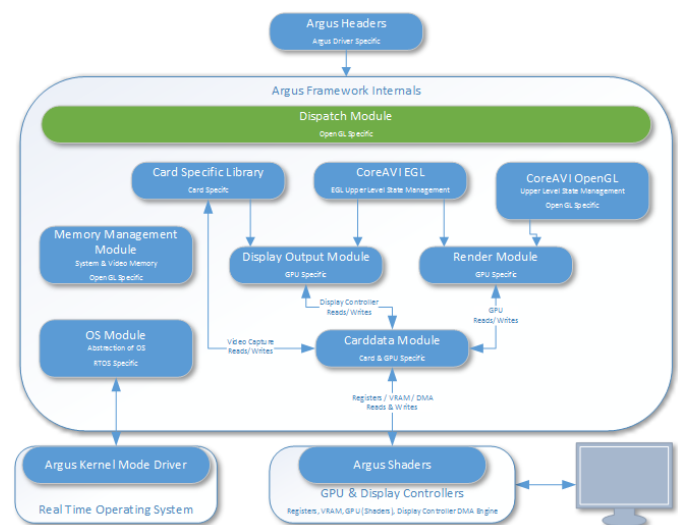 Argus Headers
Argus Driver Specific
Argus Framework Internals
Dispatch Module
OpenGL Specific
Card Specific Library
Card Specifc
CoreAVI EGL
EGL Upper Level State Management
CoreAVI OpenGL
Upper Level State Management
OpenGL Specific
Memory Management
Module
System & Video Memory
OpenGL Specific
Display Output Module
GPU Specific
Render Module
GPU Specific
Display Controller
Reads/Writes
GPU
Reads/Writes
OS Module
Abstraction of OS
RTOS Specific
Video Capture
Reads/Writes
Carddata Module
Card & GPU Specific
Registers / VRAM / DMA
Reads & Writes
Argus Kernel Mode Driver
Real Time Operating System
Argus Shaders
GPU & Display Controllers
Registers, VRAM, GPU (Shaders), Display Controller DMA Engine